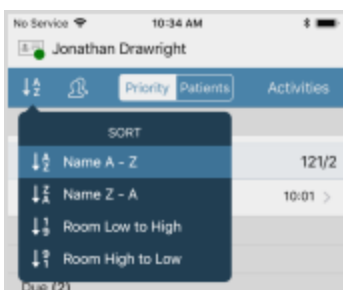 No Service 10:34 AM
Jonathan Drawright
Priority Patients Activities
SORT
Name A - Z 121/2
Name Z - A 10:01 >
Room Low to High
Room High to Low
Due (2)